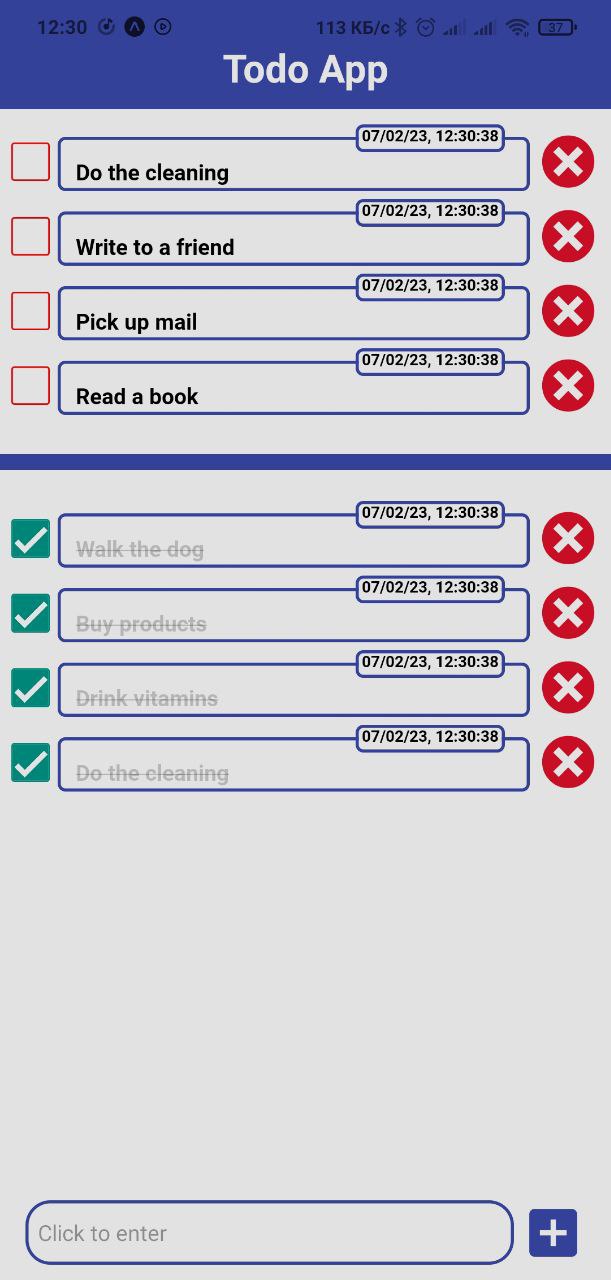 12:30 113 КБ/с 37
Todo App
07/02/23, 12:30:38
Do the cleaning
07/02/23, 12:30:38
Write to a friend
07/02/23, 12:30:38
Pick up mail
07/02/23, 12:30:38
Read a book
07/02/23, 12:30:38
Walk the dog
07/02/23, 12:30:38
Buy products
07/02/23, 12:30:38
Drink vitamins
07/02/23, 12:30:38
Do the cleaning
Click to enter